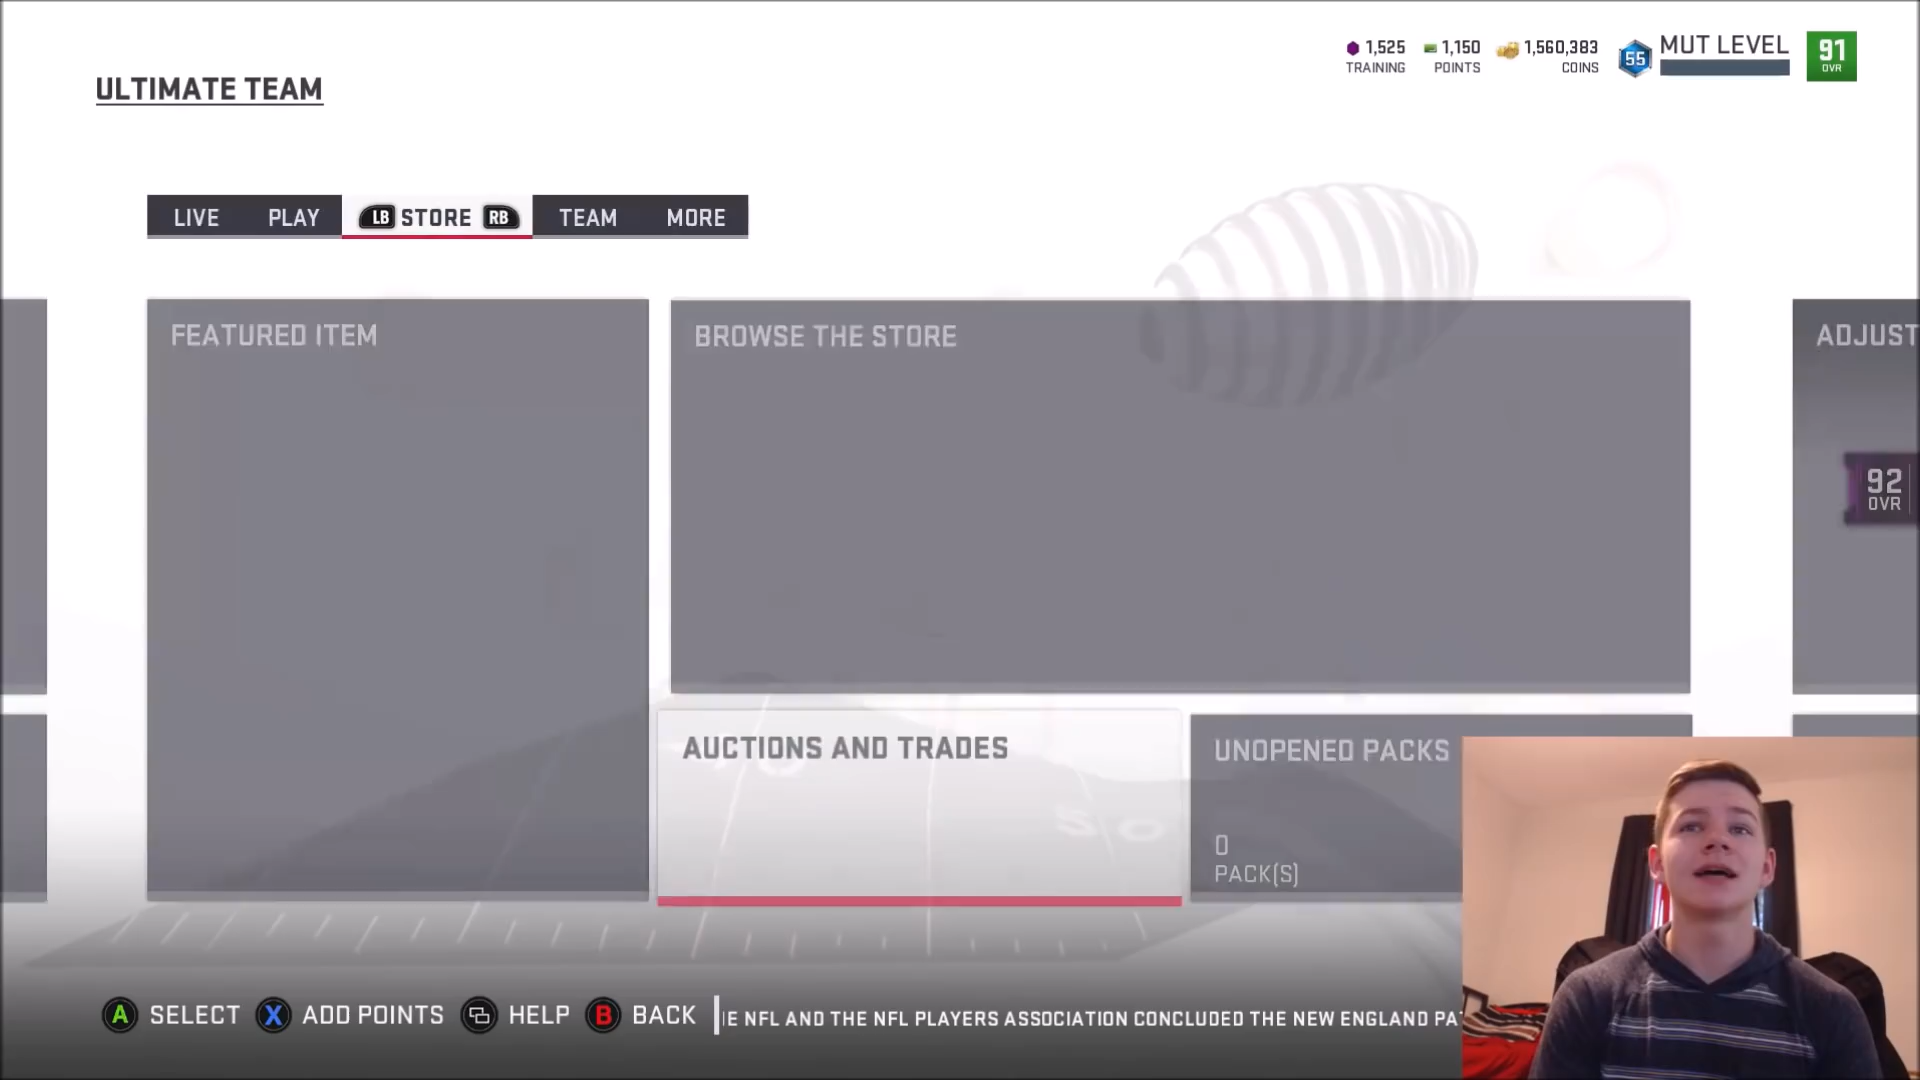 ULTIMATE TEAM
1,525
TRAINING
1,150
POINTS
1,560,383
COINS
55
MUT LEVEL
91
OVR
LIVE
PLAY
LB STORE RB
TEAM
MORE
FEATURED ITEM
BROWSE THE STORE
ADJUST
92
OVR
AUCTIONS AND TRADES
50
UNOPENED PACKS
0
PACK(S)
A SELECT
X ADD POINTS
HELP
B BACK
E NFL AND THE NFL PLAYERS ASSOCIATION CONCLUDED THE NEW ENGLAND PA